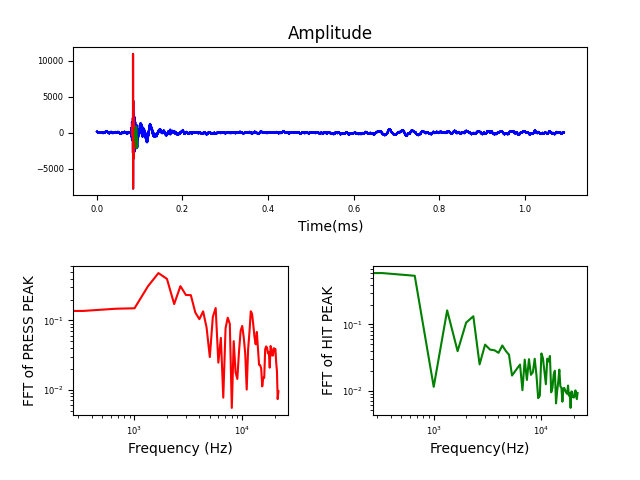 Amplitude
10000
5000
0
−5000
0.0 0.2 0.4 0.6 0.8 1.0
Time(ms)
FFT of PRESS PEAK
10⁻¹
10⁻²
10³ 10⁴
Frequency (Hz)
FFT of HIT PEAK
10⁻¹
10⁻²
10³ 10⁴
Frequency(Hz)